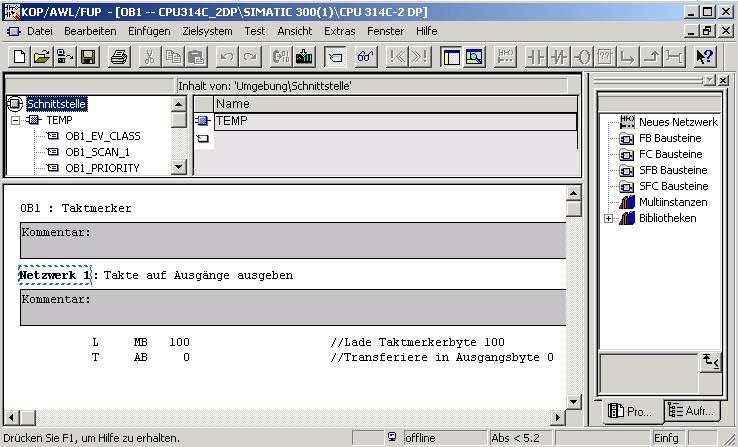 KOP/AWL/FUP - [OB1 -- CPU314C_2DP\SIMATIC 300(1)\CPU 314C-2 DP]
Datei Bearbeiten Einfügen Zielsystem Test Ansicht Extras Fenster Hilfe
Inhalt von: 'Umgebung\Schnittstelle'
Schnittstelle
TEMP
OB1_EV_CLASS
OB1_SCAN_1
OB1_PRIORITY
Name
TEMP
OB1 : Taktmerker
Kommentar:
Netzwerk 1: Takte auf Ausgänge ausgeben
Kommentar:
L MB 100 //Lade Taktmerkerbyte 100
T AB 0 //Transferiere in Ausgangsbyte 0
Neues Netzwerk
FB Bausteine
FC Bausteine
SFB Bausteine
SFC Bausteine
Multiinstanzen
Bibliotheken
Pro... Aufr...
Drücken Sie F1, um Hilfe zu erhalten. offline Abs < 5.2 Einfg